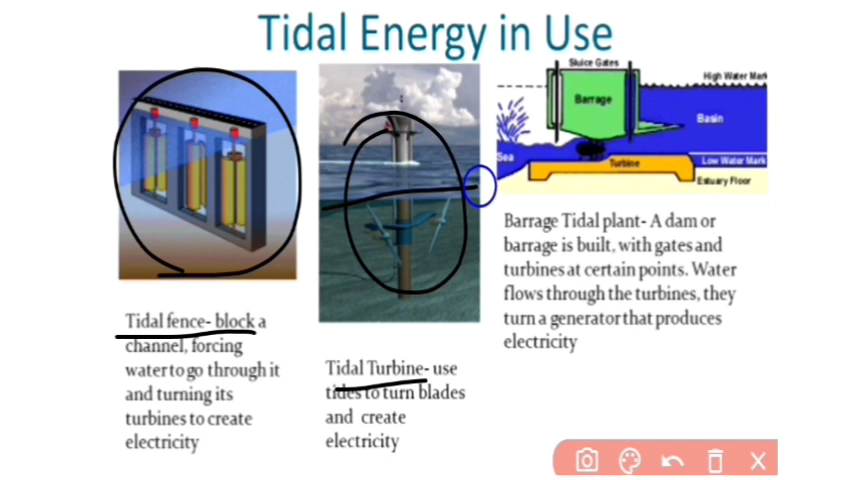 Tidal Energy in Use
Sluice Gates
High Water Mark
Barrage
Basin
Sea
Turbine
Low Water Mark
Estuary Floor
Tidal fence- block a
channel, forcing
water to go through it
and turning its
turbines to create
electricity
Tidal Turbine- use
tides to turn blades
and create
electricity
Barrage Tidal plant- A dam or
barrage is built, with gates and
turbines at certain points. Water
flows through the turbines, they
turn a generator that produces
electricity